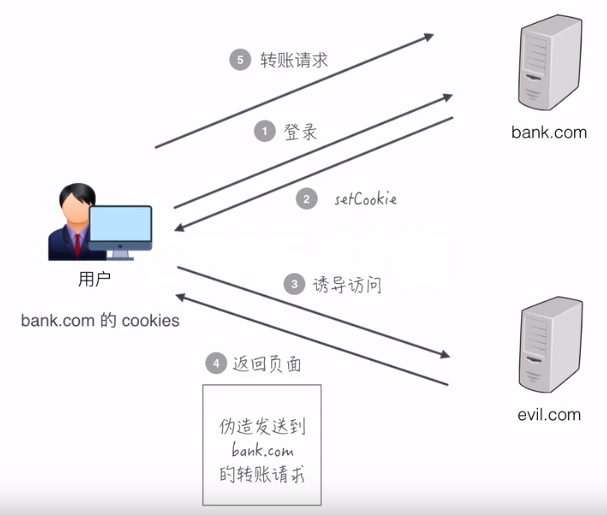 5 转账请求
1 登录
bank.com
2 setCookie
用户
3 诱导访问
bank.com 的 cookies
4 返回页面
evil.com
伪造发送到
bank.com
的转账请求